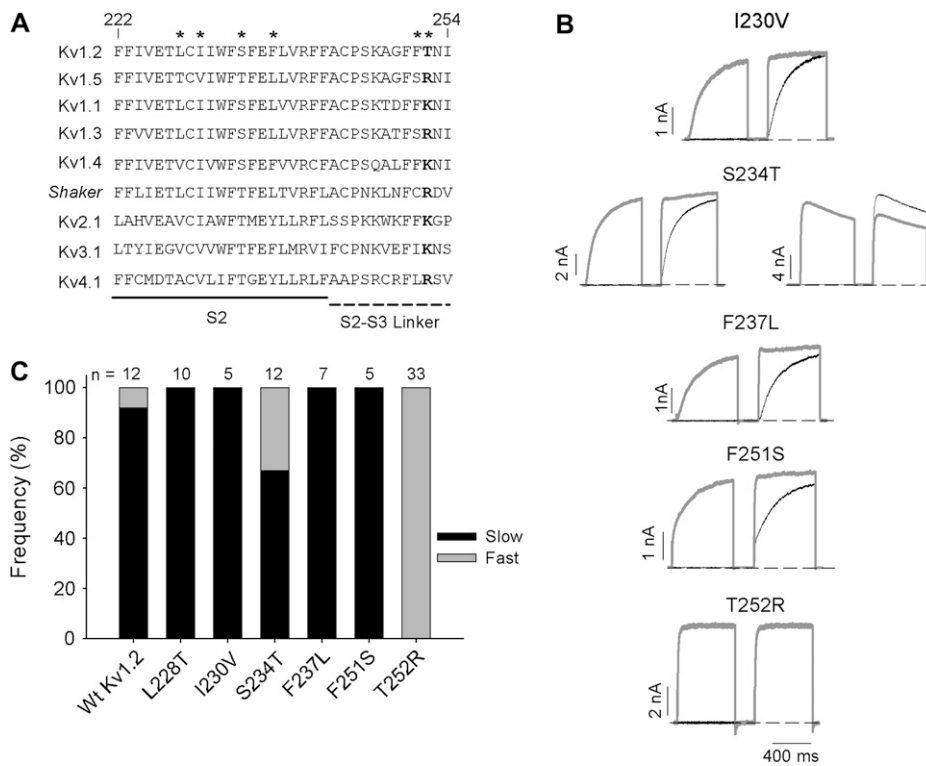 A
222 254
* * * * **
Kv1.2 FFIVETLCIIWFSFEFLVRFFACPSKAGFFTNI
Kv1.5 FFIVETTCVIWFSFELLVRFFACPSKAGFSRNI
Kv1.1 FFIVETLCIIWFSFELVVRFFACPSKTDFFKNI
Kv1.3 FFVVETLCIIWFSFELLVRFFACPSKATFSRNI
Kv1.4 FFIVETVCIVWFSFEFVVRCFACPSQALFFKNI
Shaker FFLIETLCIIWFTFELTVRFLACPNKLNFCRDV
Kv2.1 LAHVEAVCIAWFTMEYLLRFLSSPKKWKFFKGP
Kv3.1 LTYIEGVCVVWFTFEFLMRVIFCPNKVEFIKNS
Kv4.1 FFCMDTACVLIFTGEYLLRLFAAPSRCRFLRSV
S2
S2-S3 Linker
B
I230V
1 nA
S234T
2 nA
4 nA
F237L
1nA
F251S
1 nA
T252R
2 nA
400 ms
C
n = 12 10 5 12 7 5 33
Frequency (%)
100
80
60
40
20
0
Slow
Fast
Wt Kv1.2
L228T
I230V
S234T
F237L
F251S
T252R